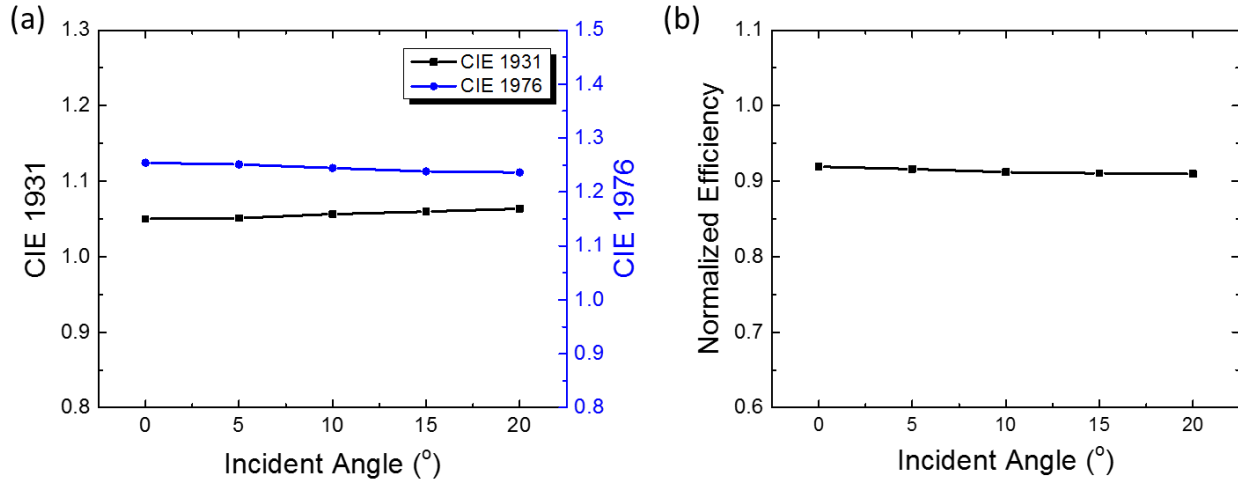 (a)
CIE 1931
1.3
1.2
1.1
1.0
0.9
0.8
CIE 1931
CIE 1976
1.5
1.4
1.3
1.2
1.1
1.0
0.9
0.8
CIE 1976
0 5 10 15 20
Incident Angle (°)
(b)
Normalized Efficiency
1.1
1.0
0.9
0.8
0.7
0.6
0 5 10 15 20
Incident Angle (°)